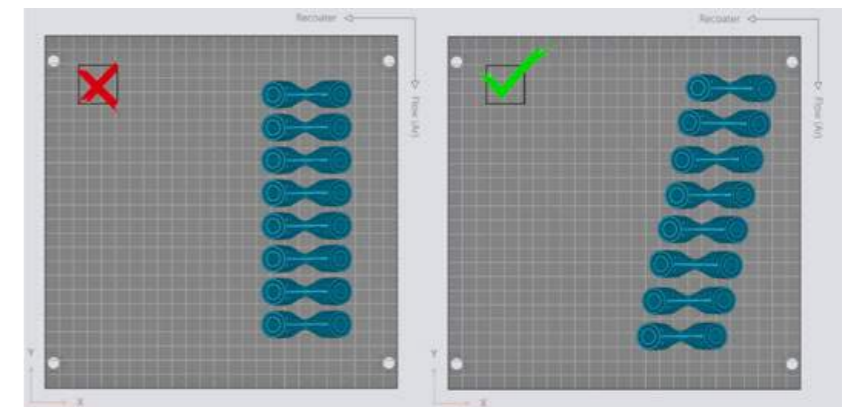 Recoater
Flow (Ar)
Y
X
Recoater
Flow (Ar)
Y
X